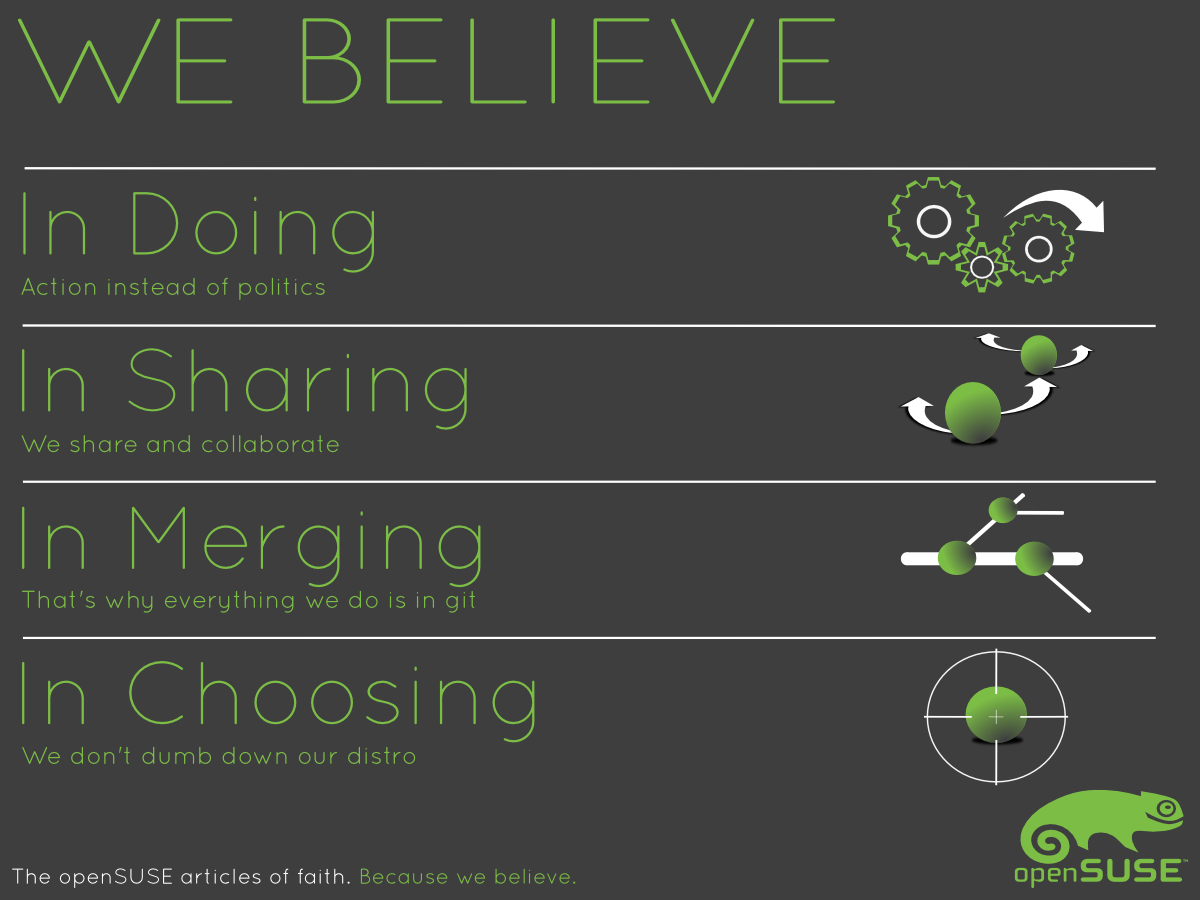 WE BELIEVE
In Doing
Action instead of politics
In Sharing
We share and collaborate
In Merging
That's why everything we do is in git
In Choosing
We don't dumb down our distro
openSUSE™
The openSUSE articles of faith. Because we believe.